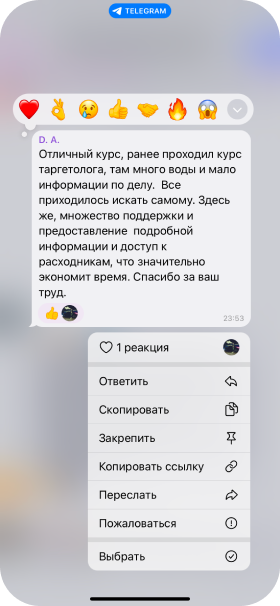 TELEGRAM
D. A.
Отличный курс, ранее проходил курс
таргетолога, там много воды и мало
информации по делу.  Все
приходилось искать самому. Здесь
же, множество поддержки и
предоставление  подробной
информации и доступ к
расходникам, что значительно
экономит время. Спасибо за ваш
труд.
23:53
1 реакция
Ответить
Скопировать
Закрепить
Копировать ссылку
Переслать
Пожаловаться
Выбрать